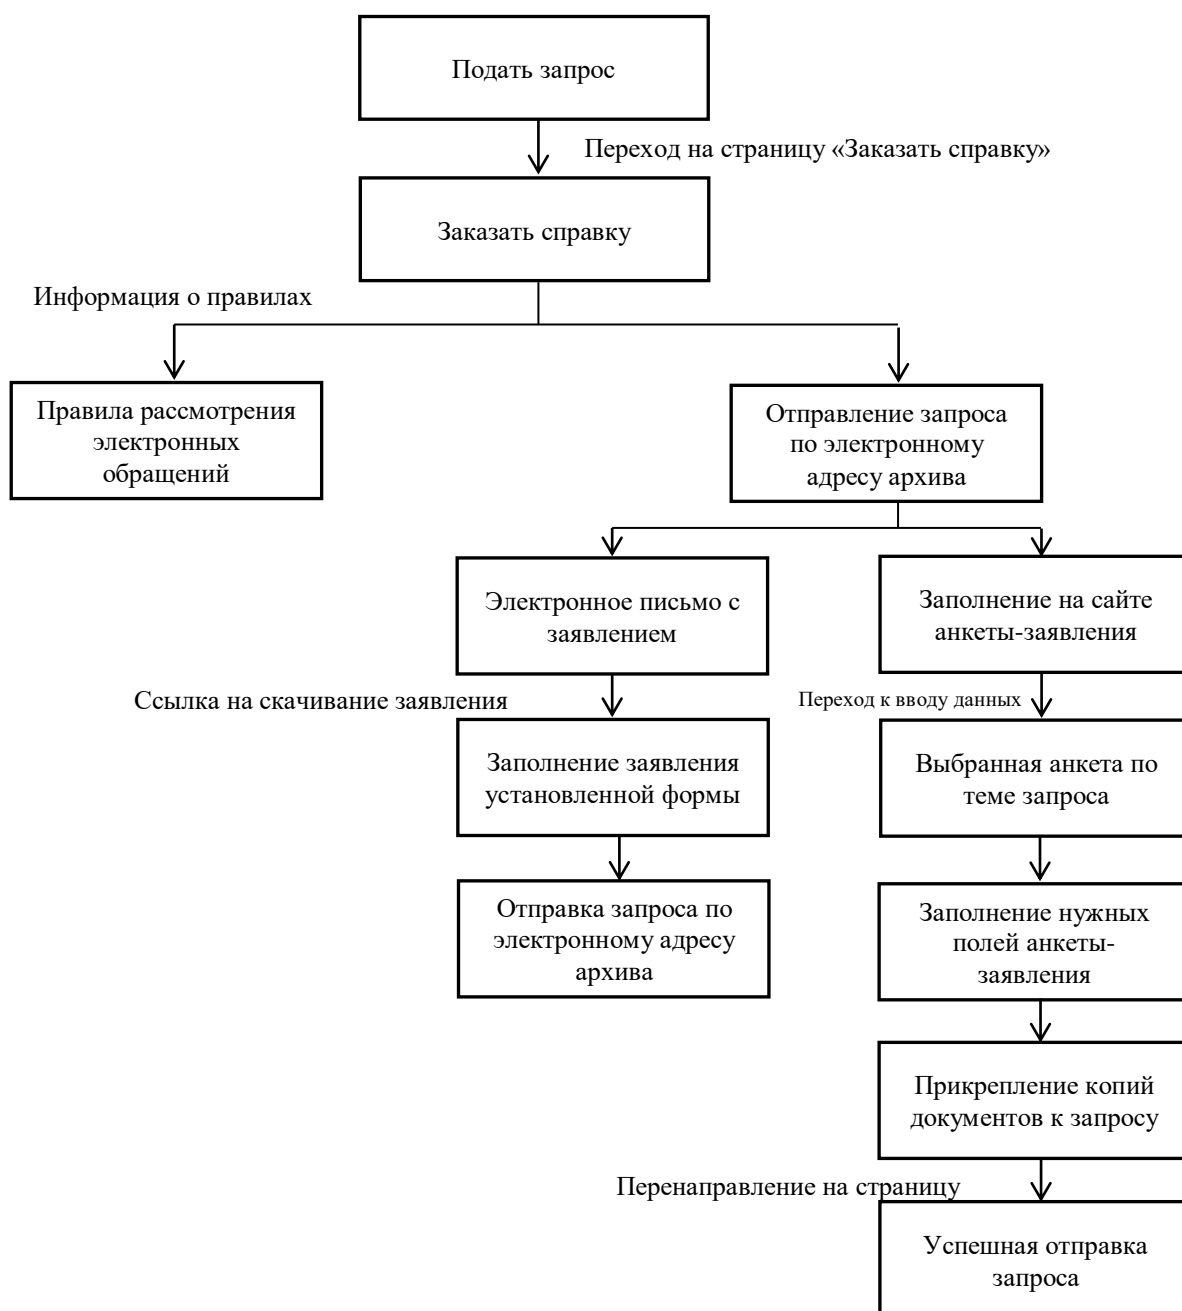 Подать запрос
Переход на страницу «Заказать справку»
Заказать справку
Информация о правилах
Правила рассмотрения
электронных
обращений
Отправление запроса
по электронному
адресу архива
Электронное письмо с
заявлением
Заполнение на сайте
анкеты-заявления
Ссылка на скачивание заявления
Переход к вводу данных
Заполнение заявления
установленной формы
Выбранная анкета по
теме запроса
Отправка запроса по
электронному адресу
архива
Заполнение нужных
полей анкеты-
заявления
Прикрепление копий
документов к запросу
Перенаправление на страницу
Успешная отправка
запроса